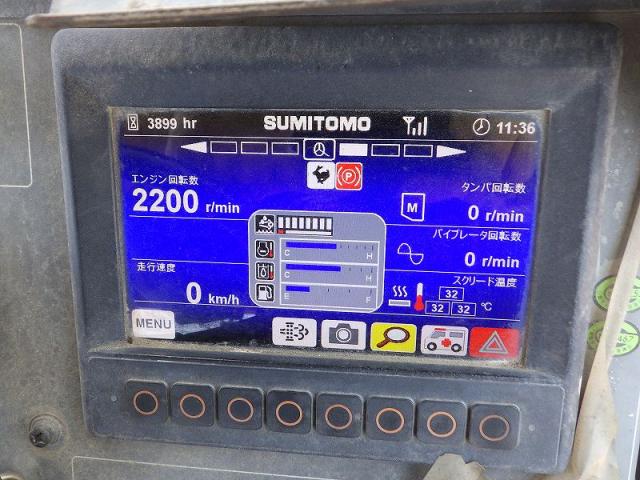 3899 hr SUMITOMO 11:36
P
エンジン回転数
2200 r/min
タンパ回転数
M 0 r/min
バイブレータ回転数
0 r/min
C H
C H
E F
走行速度
0 km/h
スクリード温度
32
32 32 ℃
MENU